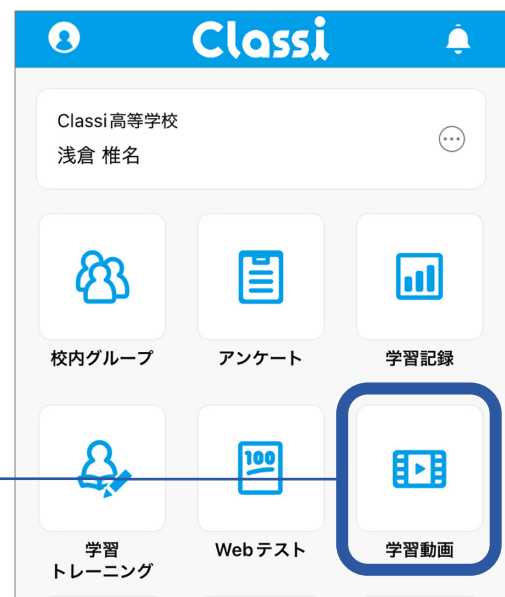 Classi
Classi高等学校
浅倉 椎名
校内グループ
アンケート
学習記録
100
学習
トレーニング
Webテスト
学習動画